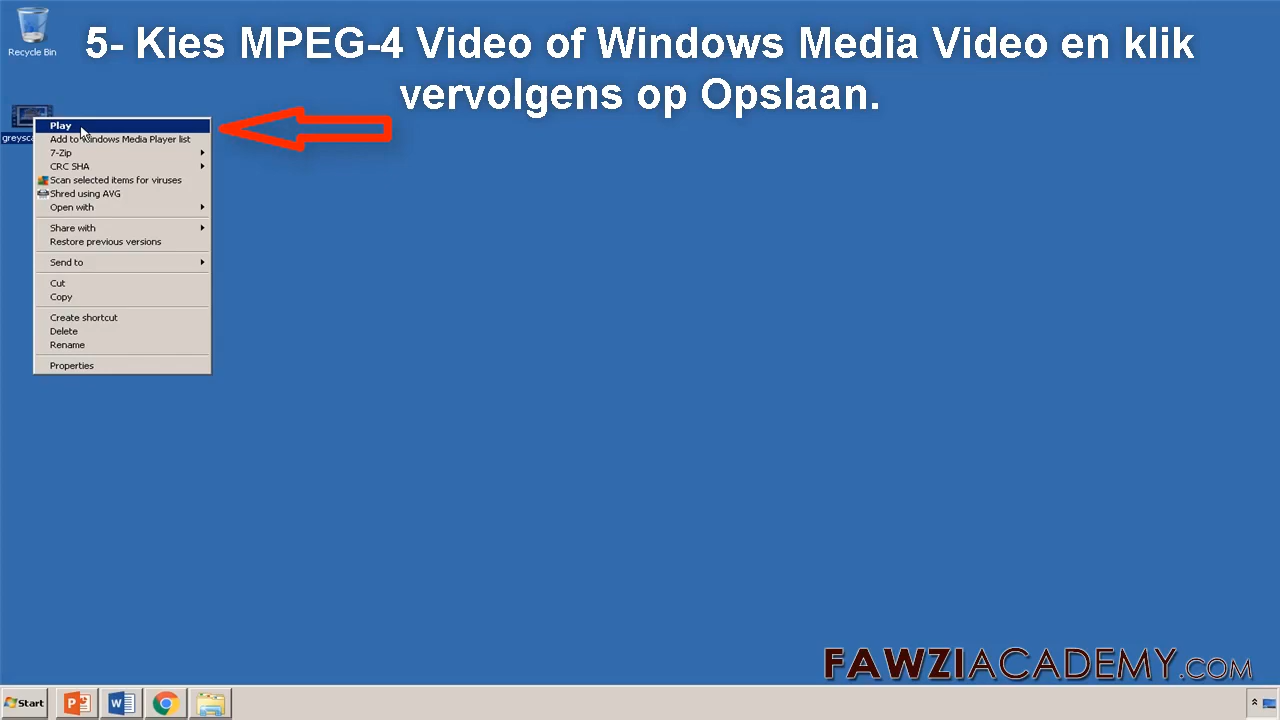 Recycle Bin
5- Kies MPEG-4 Video of Windows Media Video en klik
vervolgens op Opslaan.
greysca
Play
Add to Windows Media Player list
7-Zip
CRC SHA
Scan selected items for viruses
Shred using AVG
Open with
Share with
Restore previous versions
Send to
Cut
Copy
Create shortcut
Delete
Rename
Properties
FAWZIACADEMY.COM
Start